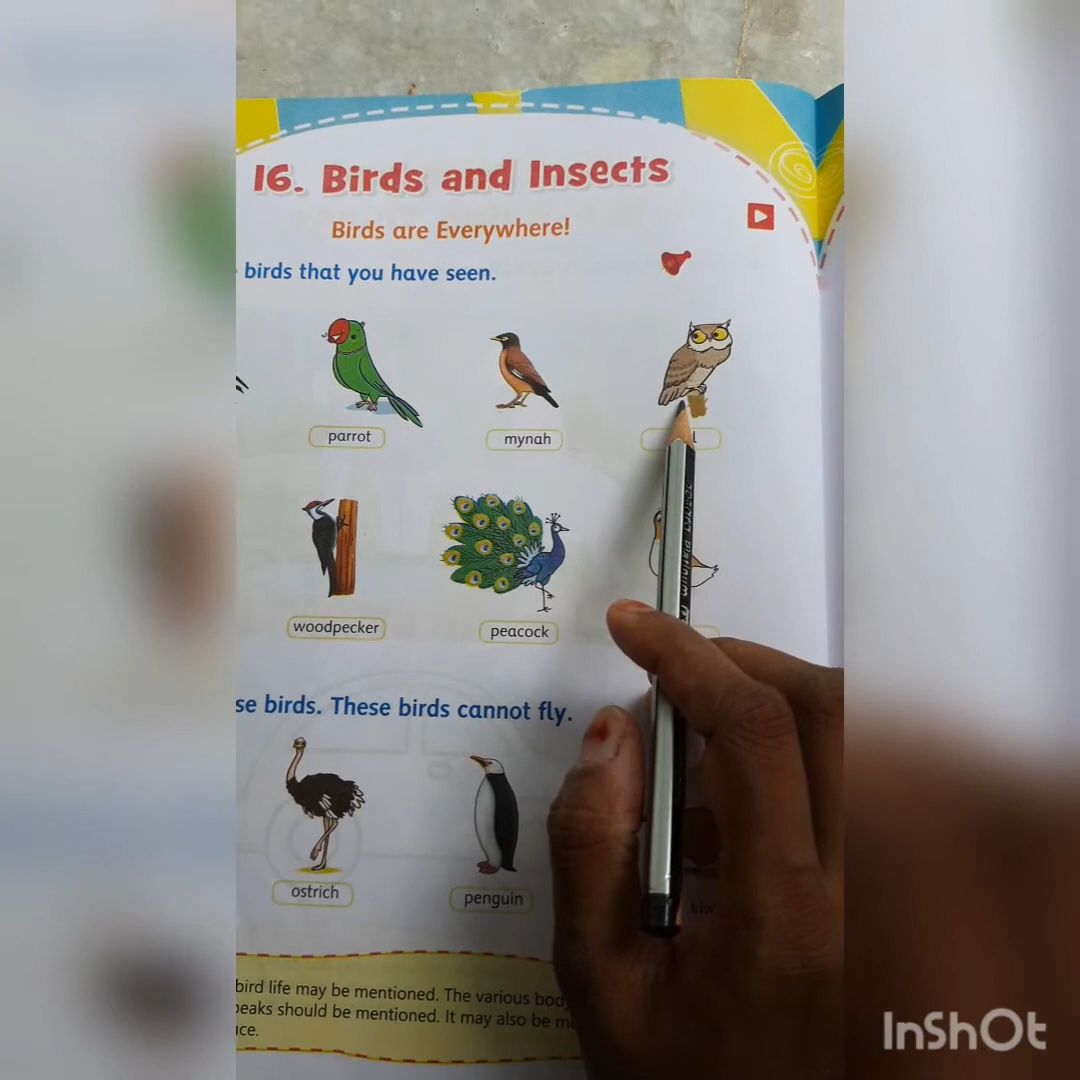 16. Birds and Insects
Birds are Everywhere!
birds that you have seen.
parrot
mynah
woodpecker
peacock
se birds. These birds cannot fly.
ostrich
penguin
kiw
bird life may be mentioned. The various bod
beaks should be mentioned. It may also be m
ce.
InShOt